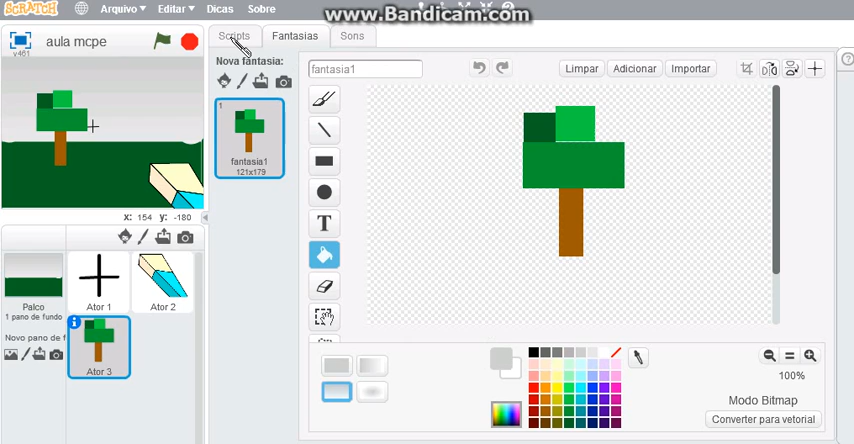 www.Bandicam.com
SCRATCH
Arquivo
Editar
Dicas
Sobre
v461
aula mcpe
x: 154 y: -180
Palco
1 pano de fundo
Novo pano de f
Ator 1
Ator 2
Ator 3
Scripts
Fantasias
Sons
Nova fantasia:
1
fantasia1
121x179
fantasia1
Limpar
Adicionar
Importar
T
100%
Modo Bitmap
Converter para vetorial
?